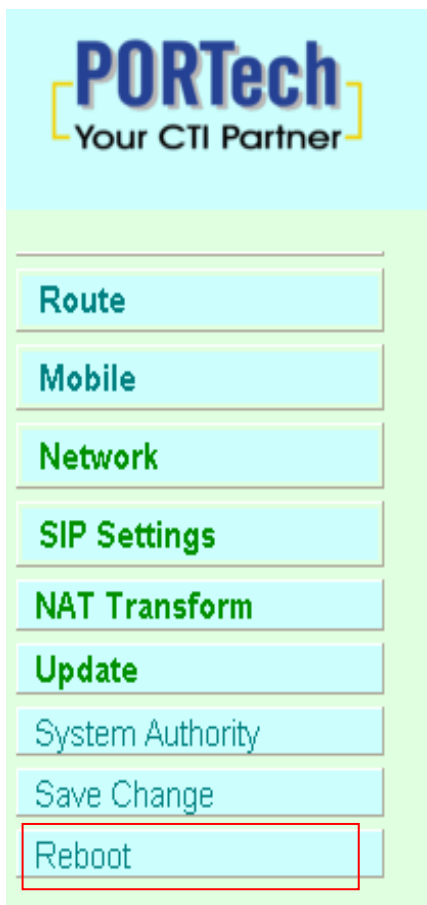 PORTech
Your CTI Partner
Route
Mobile
Network
SIP Settings
NAT Transform
Update
System Authority
Save Change
Reboot